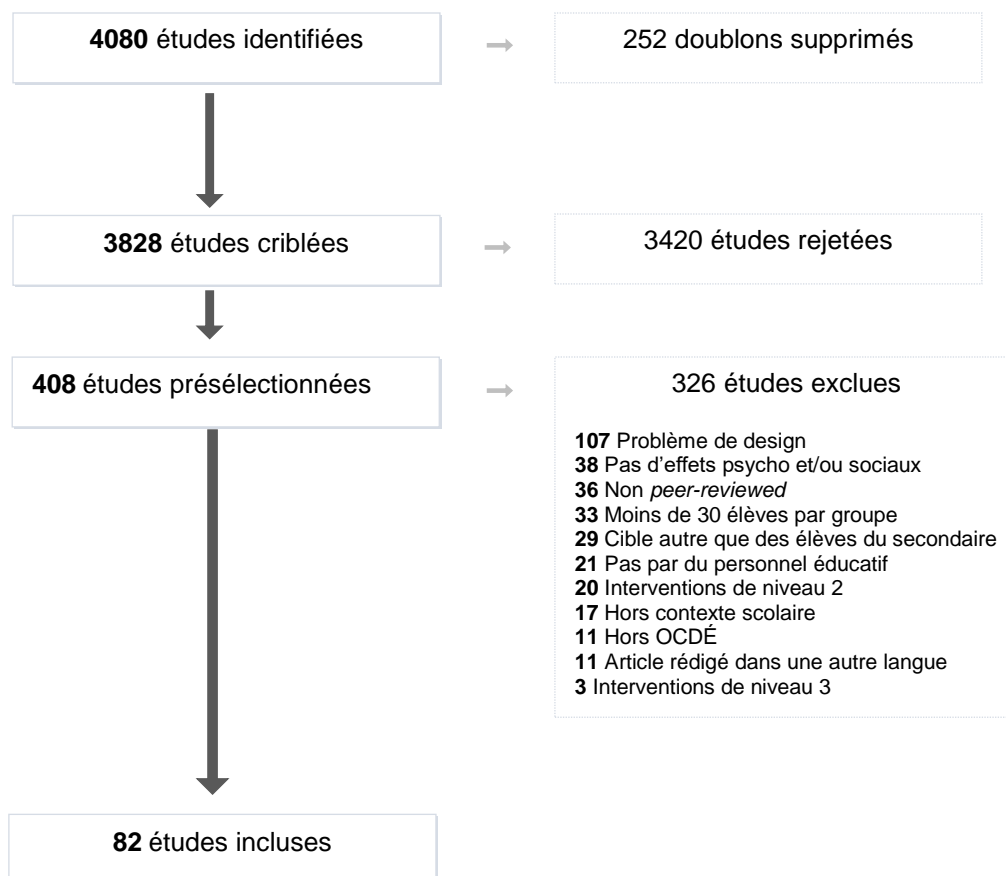 4080 études identifiées
252 doublons supprimés
3828 études criblées
3420 études rejetées
408 études présélectionnées
326 études exclues
107 Problème de design
38 Pas d’effets psycho et/ou sociaux
36 Non peer-reviewed
33 Moins de 30 élèves par groupe
29 Cible autre que des élèves du secondaire
21 Pas par du personnel éducatif
20 Interventions de niveau 2
17 Hors contexte scolaire
11 Hors OCDÉ
11 Article rédigé dans une autre langue
3 Interventions de niveau 3
82 études incluses